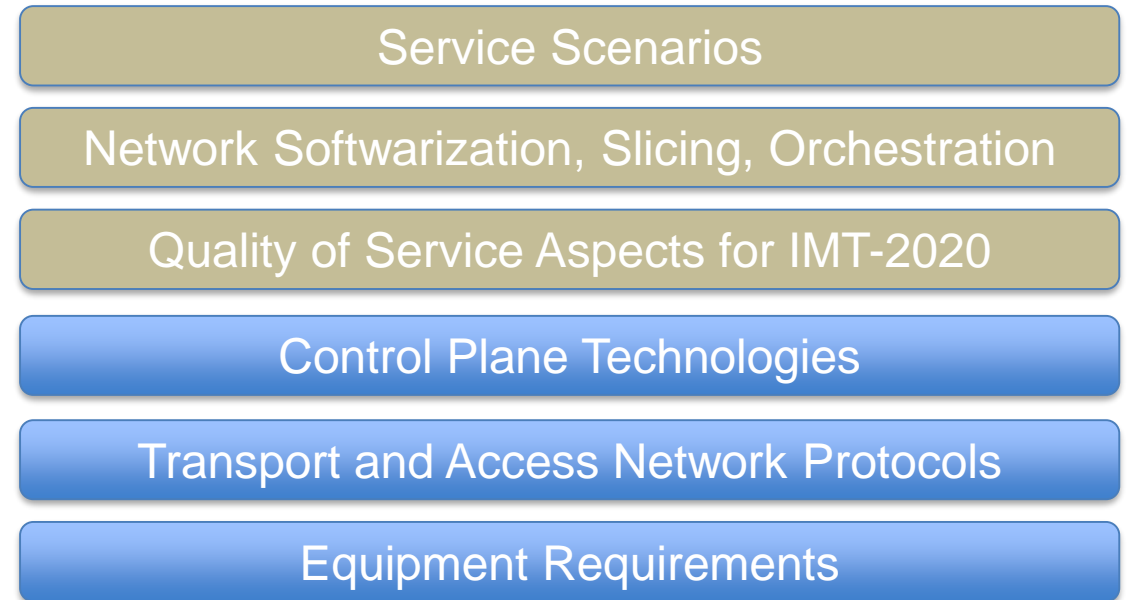 Service Scenarios
Network Softwarization, Slicing, Orchestration
Quality of Service Aspects for IMT-2020
Control Plane Technologies
Transport and Access Network Protocols
Equipment Requirements